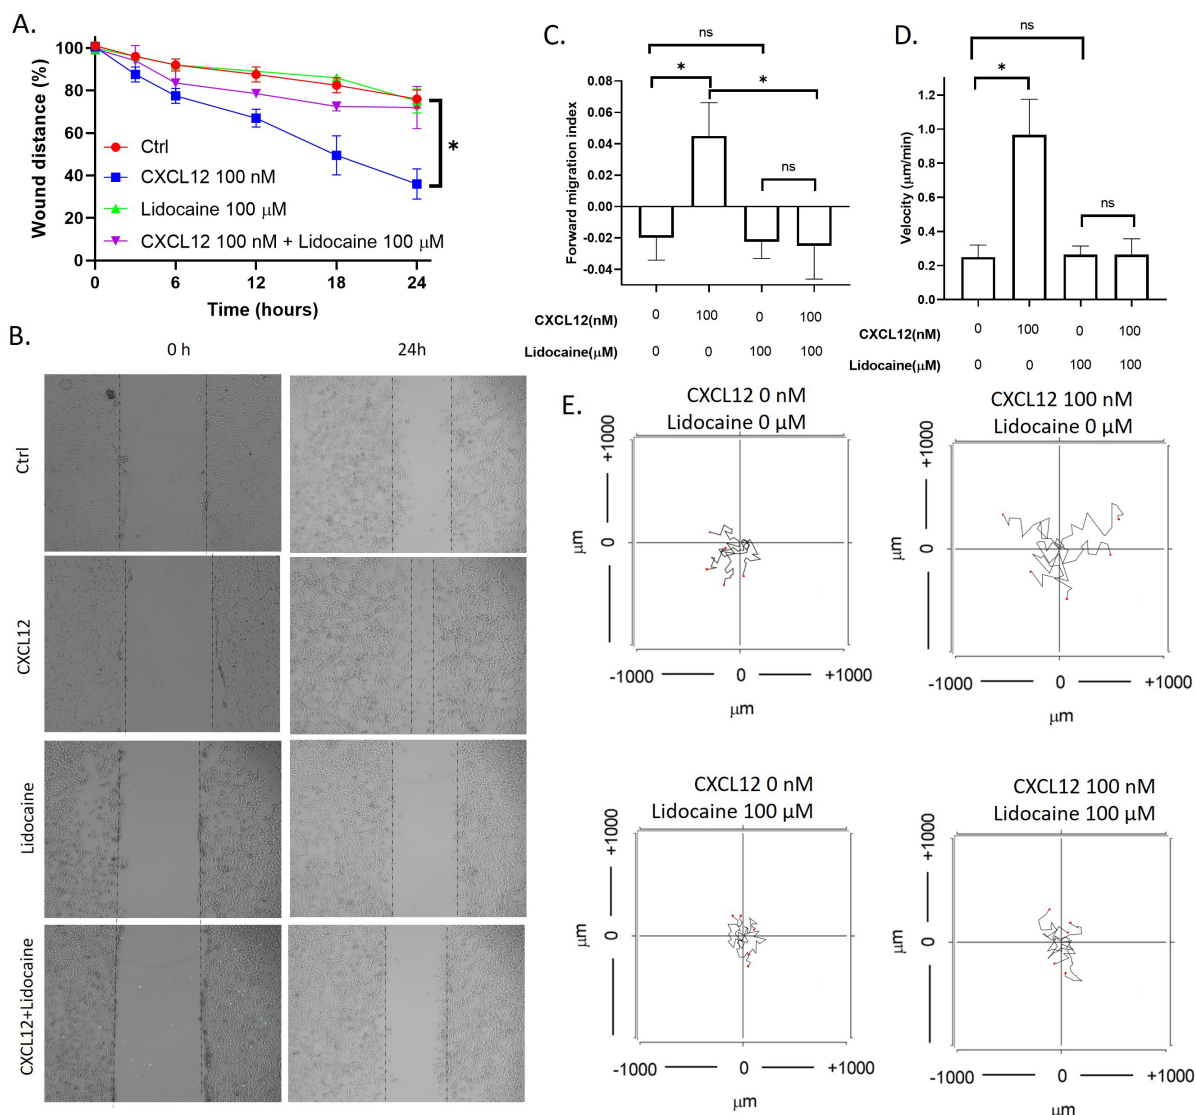 A.
Wound distance (%)
100
80
60
40
20
0
0 6 12 18 24
Time (hours)
Ctrl
CXCL12 100 nM
Lidocaine 100 μM
CXCL12 100 nM + Lidocaine 100 μM
*
B.
0 h 24h
Ctrl
CXCL12
Lidocaine
CXCL12+Lidocaine
C.
ns
* *
ns
Forward migration index
0.08
0.06
0.04
0.02
0.00
-0.02
-0.04
CXCL12(nM) 0 100 0 100
Lidocaine(μM) 0 0 100 100
D.
ns
*
ns
Velocity (μm/min)
1.2
1.0
0.8
0.6
0.4
0.2
0.0
CXCL12(nM) 0 100 0 100
Lidocaine(μM) 0 0 100 100
E.
CXCL12 0 nM
Lidocaine 0 μM
+1000
0
μm
-1000 0 +1000
μm
CXCL12 100 nM
Lidocaine 0 μM
+1000
0
μm
-1000 0 +1000
μm
CXCL12 0 nM
Lidocaine 100 μM
+1000
0
μm
-1000 0 +1000
μm
CXCL12 100 nM
Lidocaine 100 μM
+1000
0
μm
-1000 0 +1000
μm